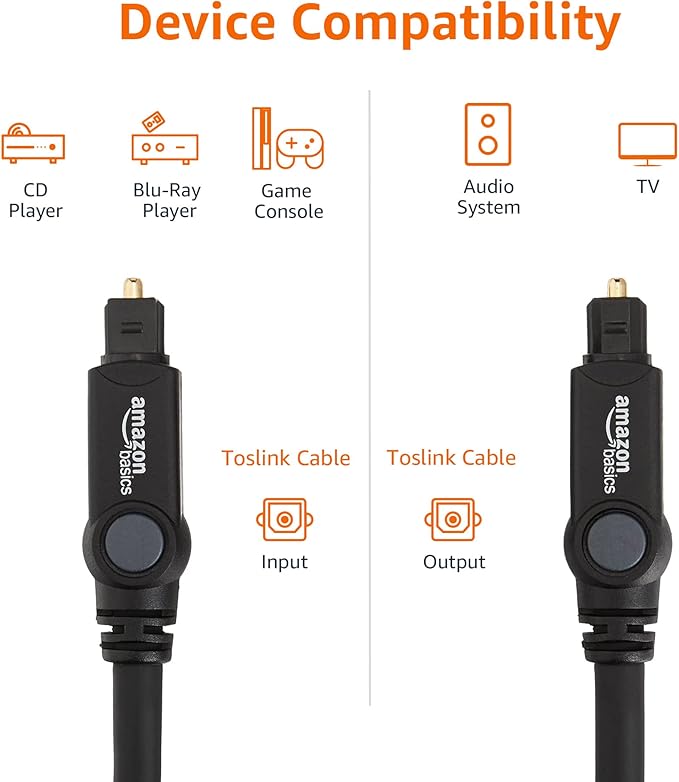 Device Compatibility
CD
Player
Blu-Ray
Player
Game
Console
Audio
System
TV
amazon
basics
Toslink Cable
Input
Toslink Cable
Output
amazon
basics